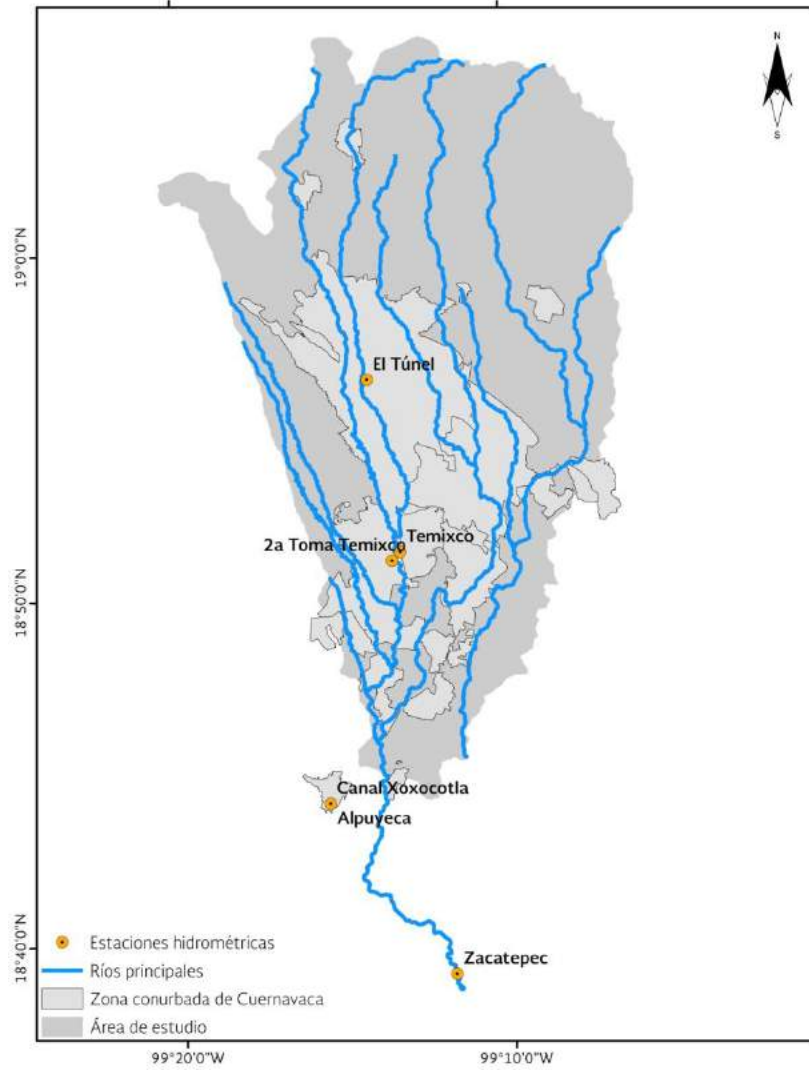 N
S
19°0'0"N
El Túnel
Temixco
2a Toma Temixco
18°50'0"N
Canal Xoxocotla
Alpuyeca
18°40'0"N
Zacatepec
Estaciones hidrométricas
Ríos principales
Zona conurbada de Cuernavaca
Área de estudio
99°20'0"W
99°10'0"W